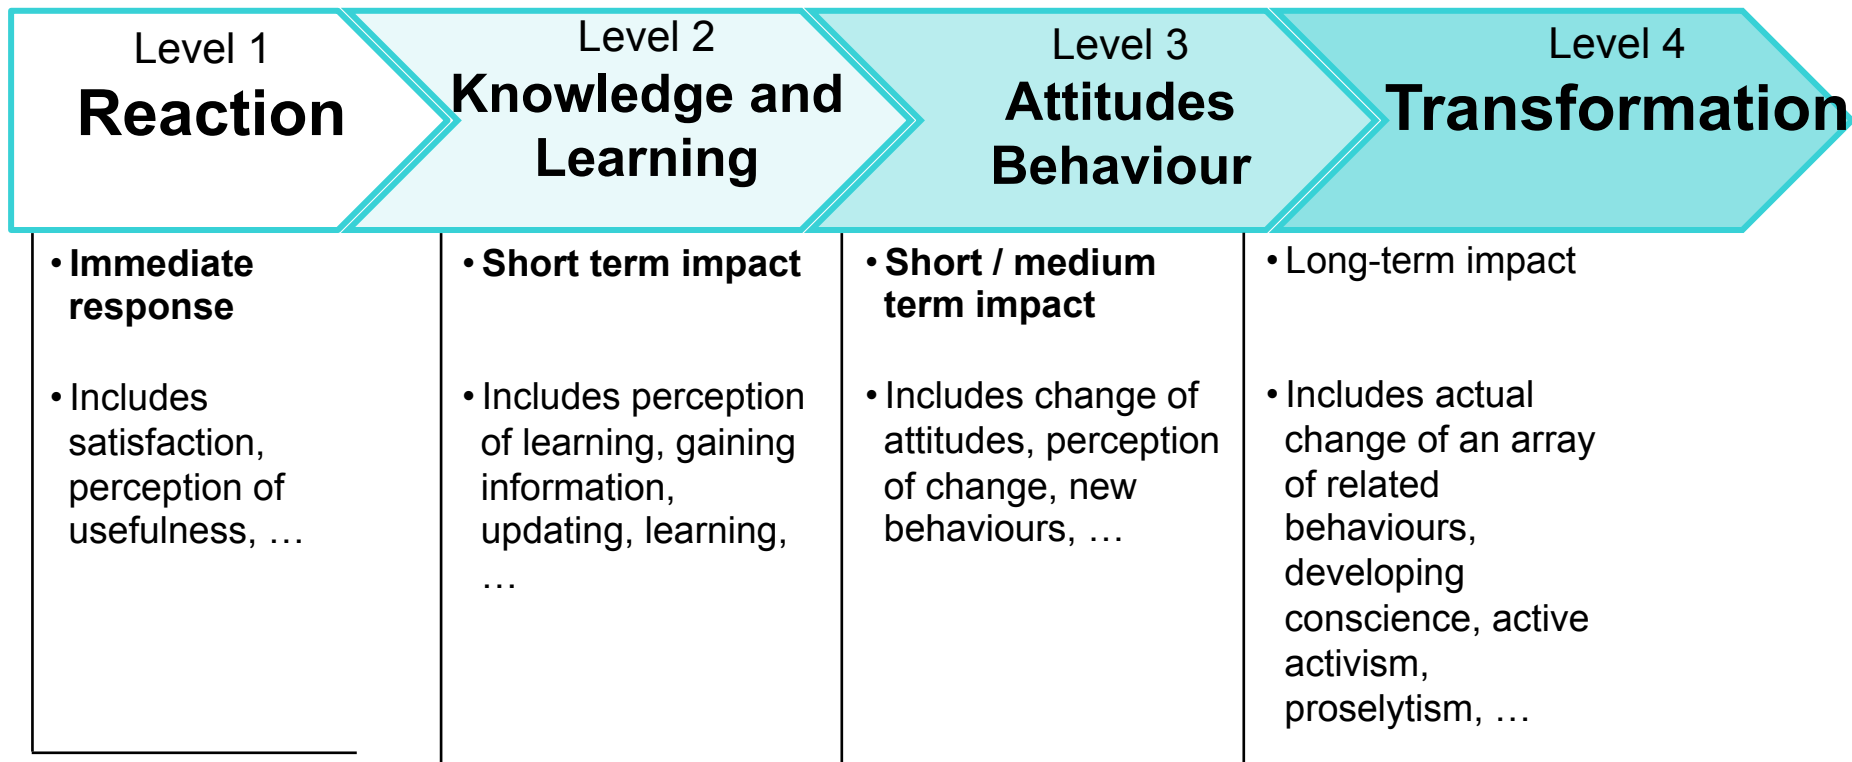 Level 1
Reaction
Level 2
Knowledge and
Learning
Level 3
Attitudes
Behaviour
Level 4
Transformation
• Immediate
response
• Includes
satisfaction,
perception of
usefulness, …
• Short term impact
• Includes perception
of learning, gaining
information,
updating, learning,
…
• Short / medium
term impact
• Includes change of
attitudes, perception
of change, new
behaviours, …
• Long-term impact
• Includes actual
change of an array
of related
behaviours,
developing
conscience, active
activism,
proselytism, …